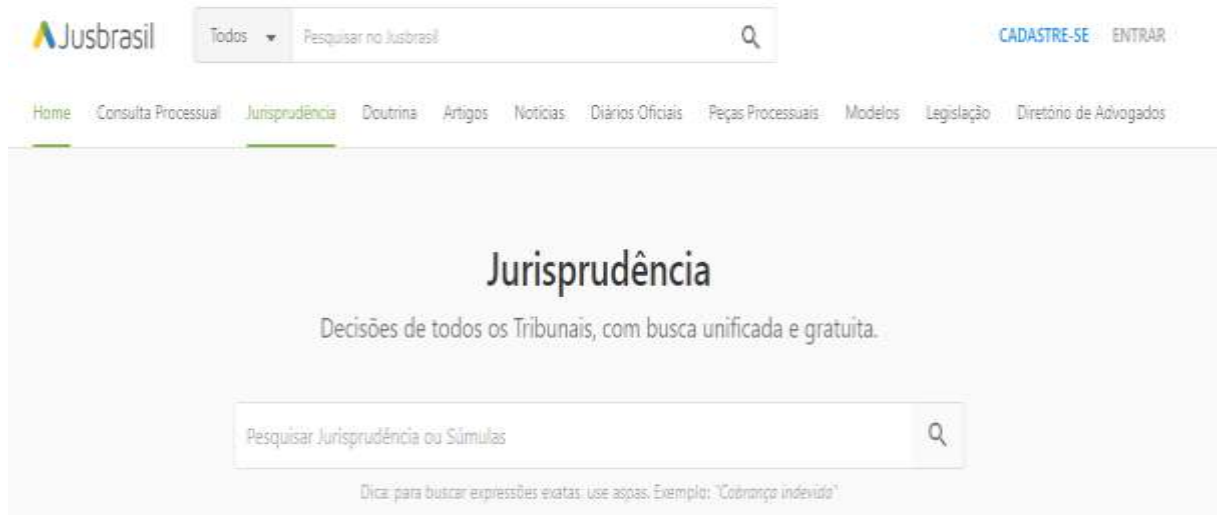 Jusbrasil Todos Pesquisar no Jusbrasil CADASTRE-SE ENTRAR
Home Consulta Processual Jurisprudência Doutrina Artigos Notícias Diários Oficiais Peças Processuais Modelos Legislação Diretório de Advogados
Jurisprudência
Decisões de todos os Tribunais, com busca unificada e gratuita.
Pesquisar Jurisprudência ou Súmulas
Dica: para buscar expressões exatas, use aspas. Exemplo: "Cobrança indevida"